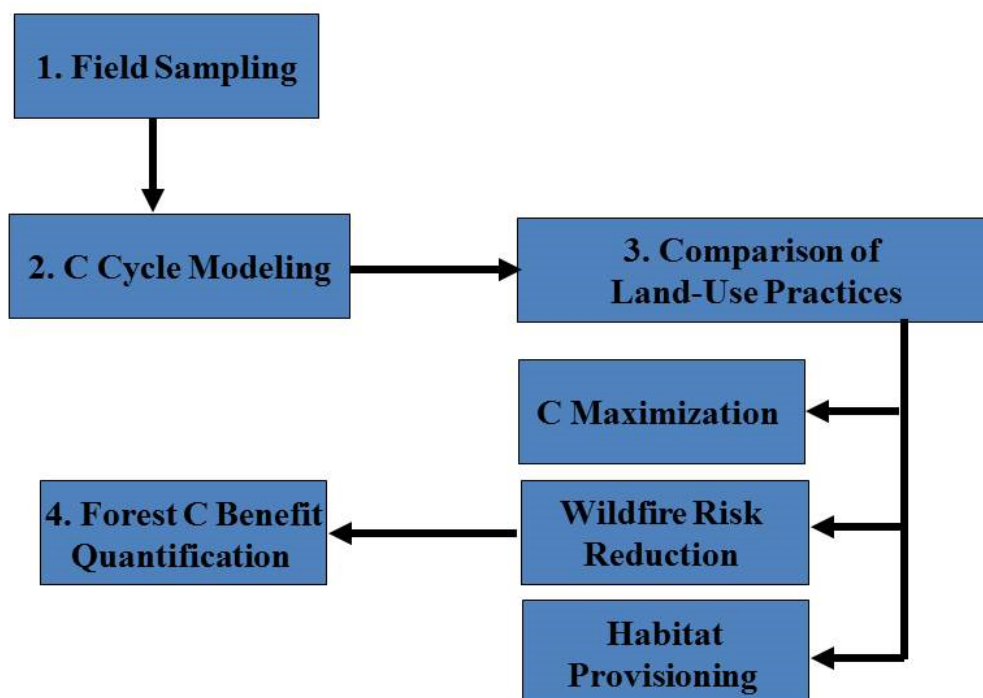 1. Field Sampling
2. C Cycle Modeling
3. Comparison of
Land-Use Practices
C Maximization
Wildfire Risk
Reduction
4. Forest C Benefit
Quantification
Habitat
Provisioning